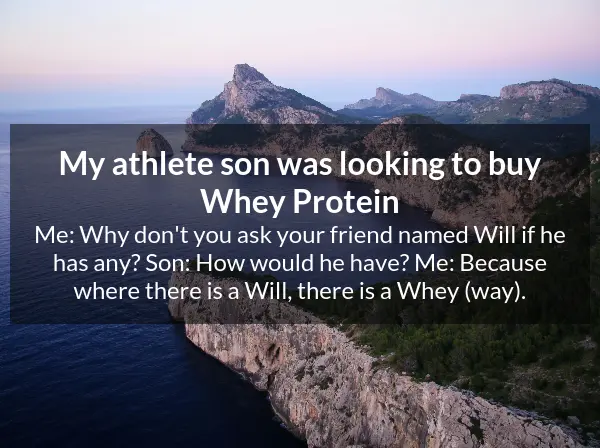 My athlete son was looking to buy
Whey Protein
Me: Why don't you ask your friend named Will if he
has any? Son: How would he have? Me: Because
where there is a Will, there is a Whey (way).